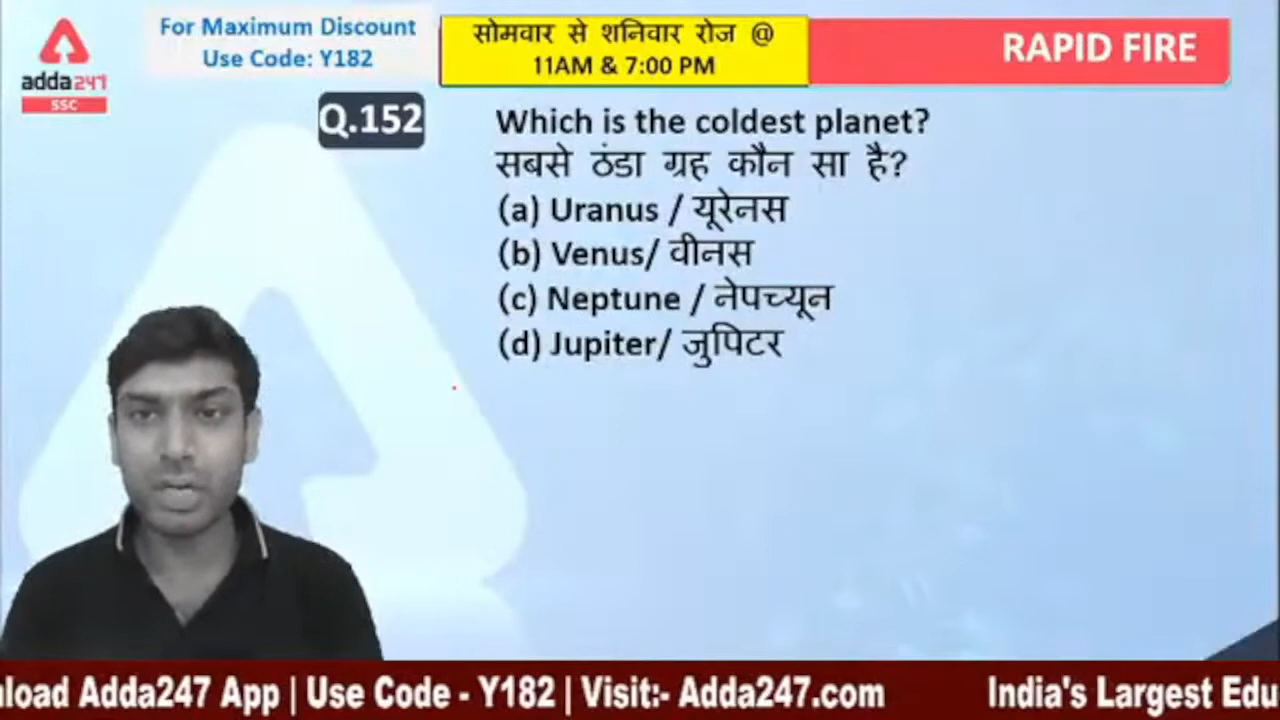 For Maximum Discount
Use Code: Y182
सोमवार से शनिवार रोज @
11AM & 7:00 PM
RAPID FIRE
adda247
SSC
Q.152
Which is the coldest planet?
सबसे ठंडा ग्रह कौन सा है?
(a) Uranus / यूरेनस
(b) Venus/ वीनस
(c) Neptune / नेपच्यून
(d) Jupiter/ जुपिटर
nload Adda247 App | Use Code - Y182 | Visit:- Adda247.com India's Largest Edu